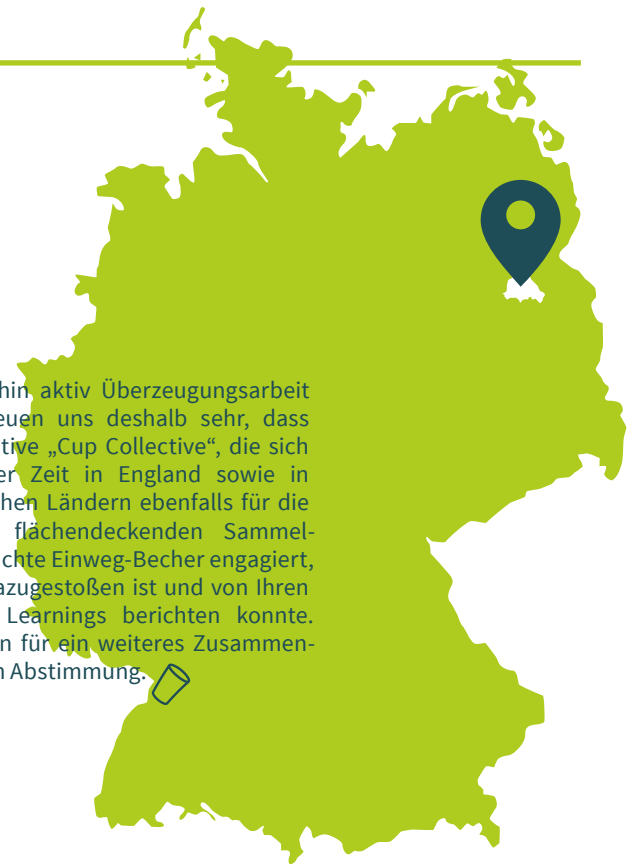 hin aktiv Überzeugungsarbeit
euen uns deshalb sehr, dass
tive „Cup Collective“, die sich
er Zeit in England sowie in
hen Ländern ebenfalls für die
flächendeckenden Sammel-
chte Einweg-Becher engagiert,
azugestoßen ist und von Ihren
Learnings berichten konnte.
n für ein weiteres Zusammen-
n Abstimmung.